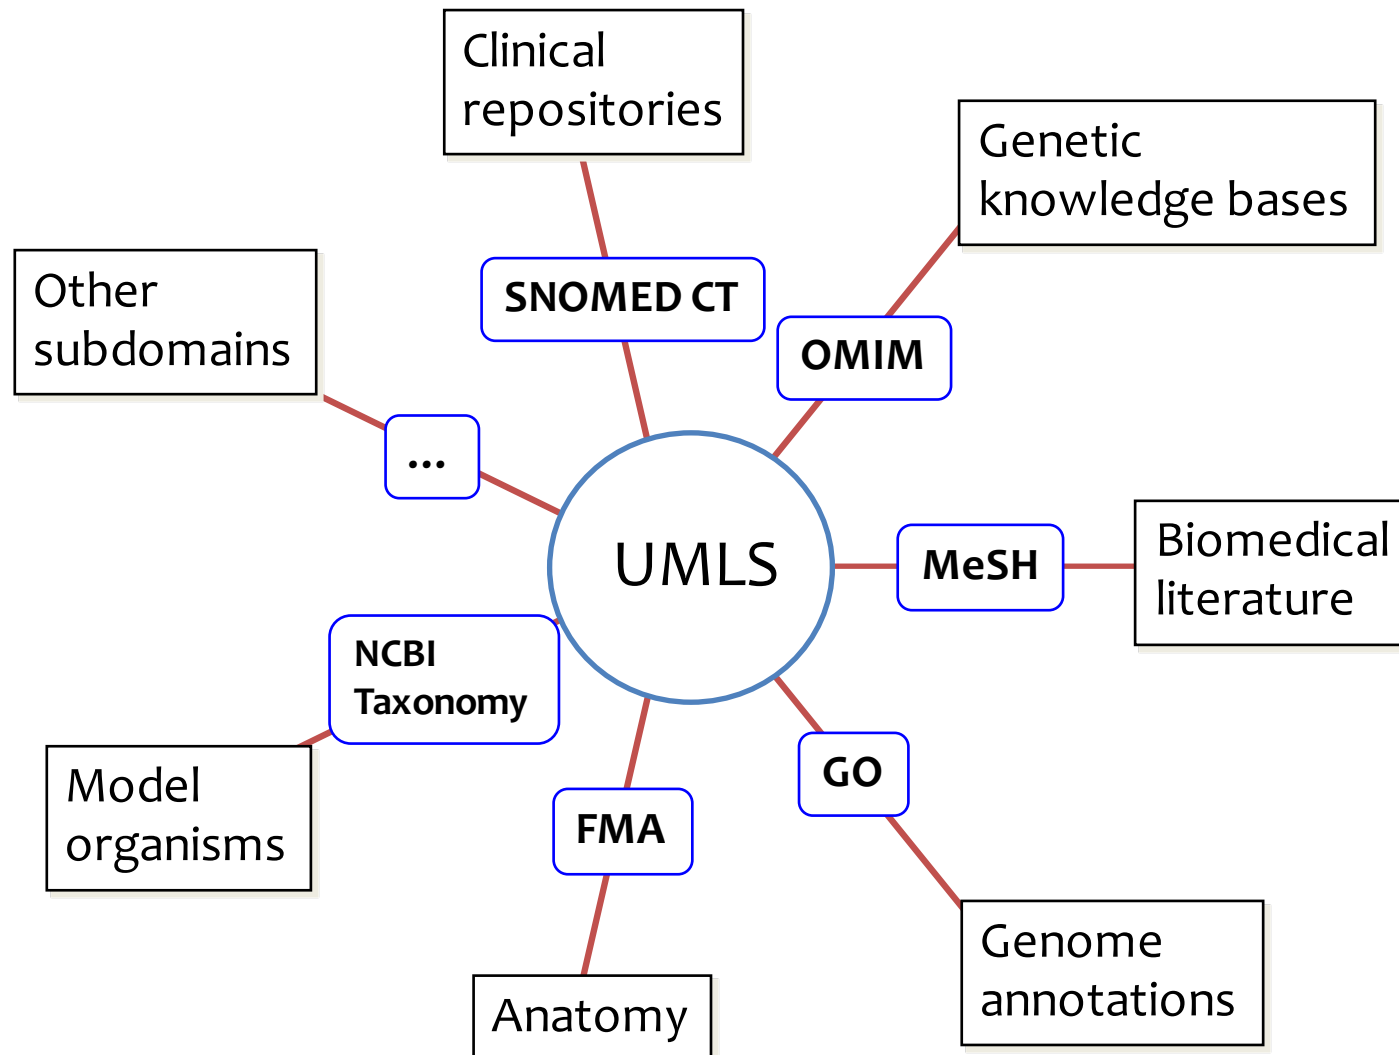 Clinical
repositories
Genetic
knowledge bases
Other
subdomains
SNOMED CT
OMIM
...
UMLS
MeSH
Biomedical
literature
NCBI
Taxonomy
GO
Model
organisms
FMA
Genome
annotations
Anatomy